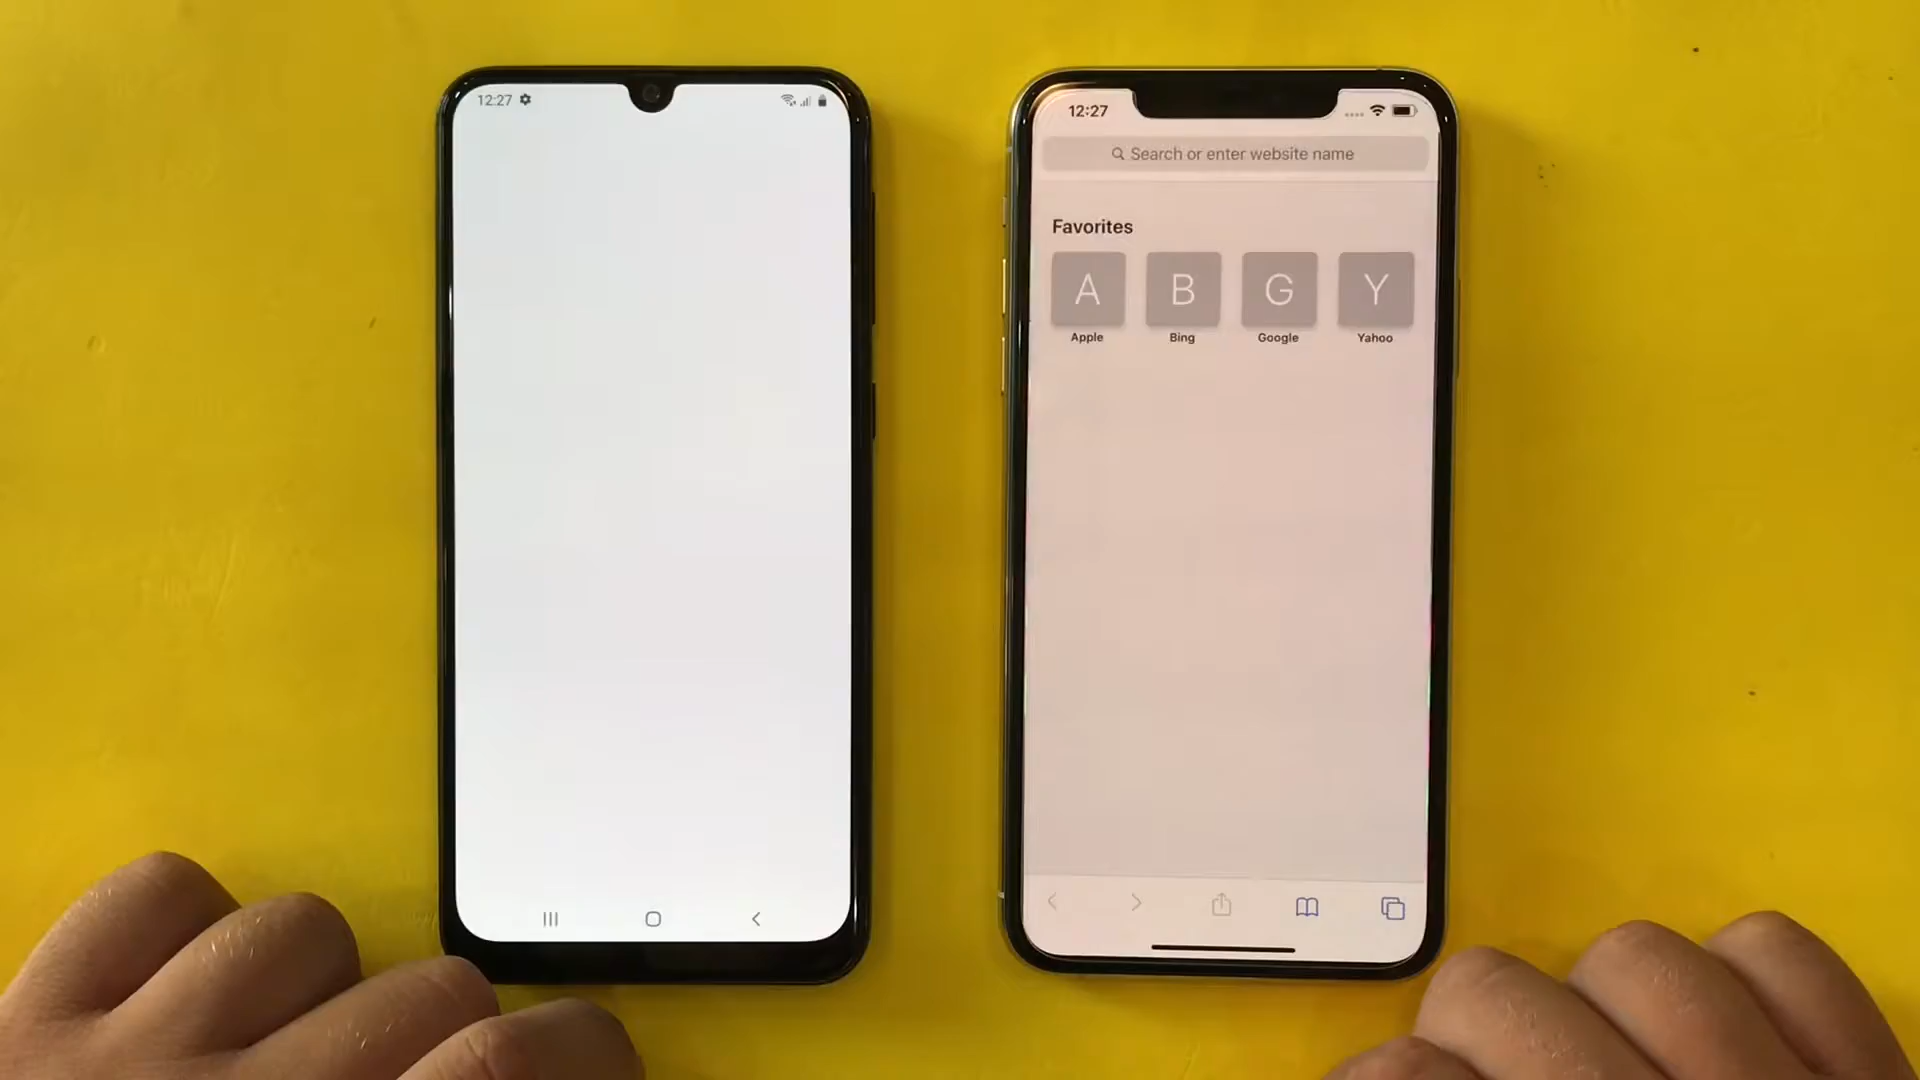 12:27
12:27
Search or enter website name
Favorites
A B G Y
Apple Bing Google Yahoo